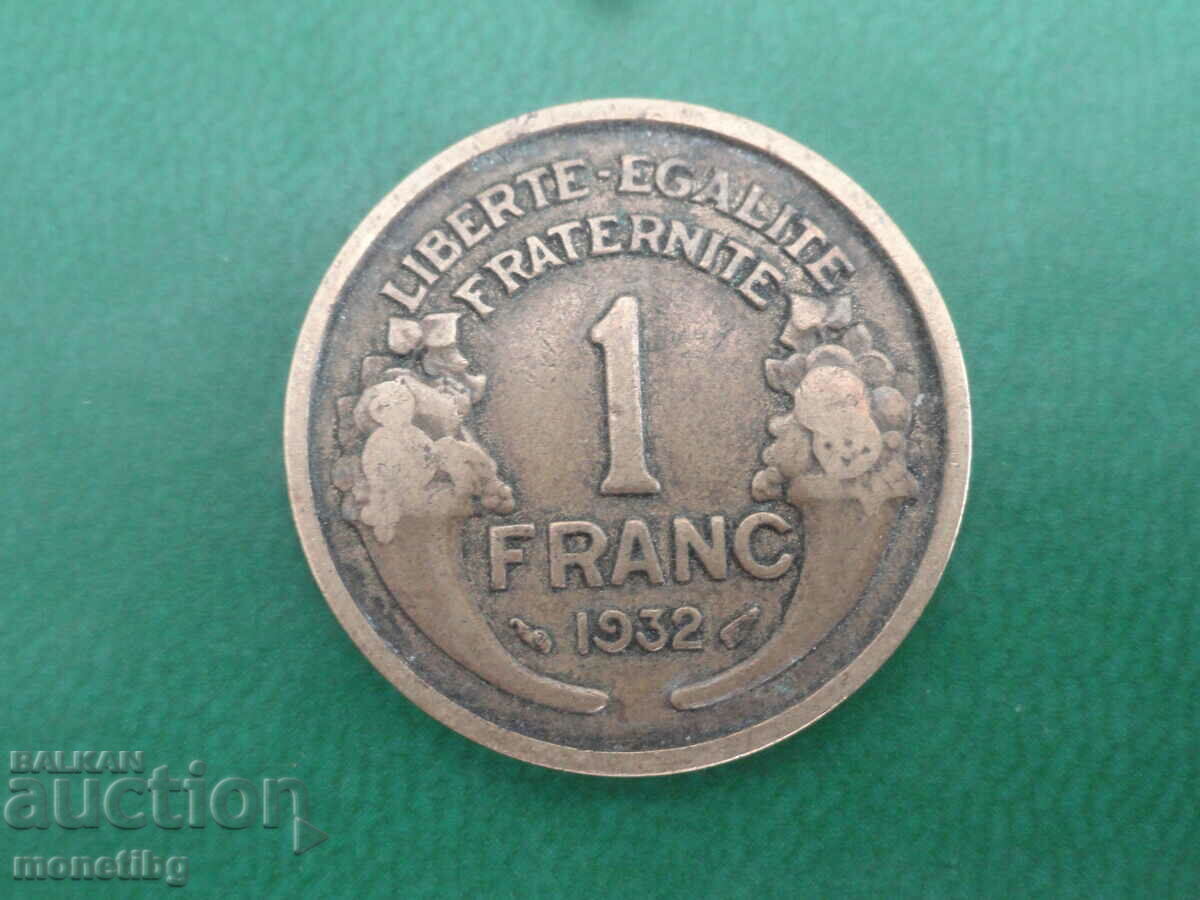 LIBERTE-EGALITE
FRATERNITE
1
FRANC
1932
BALKAN
auction
monetibg